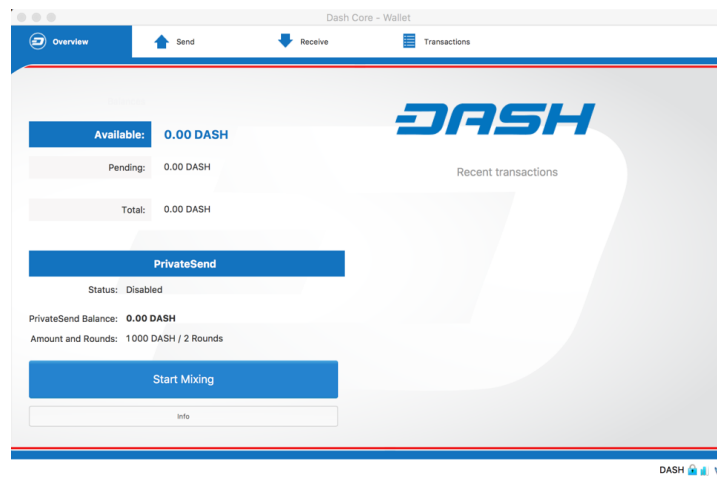 Dash Core - Wallet
Overview Send Receive Transactions
DASH
Available: 0.00 DASH
Pending: 0.00 DASH
Recent transactions
Total: 0.00 DASH
PrivateSend
Status: Disabled
PrivateSend Balance: 0.00 DASH
Amount and Rounds: 1000 DASH / 2 Rounds
Start Mixing
Info
DASH